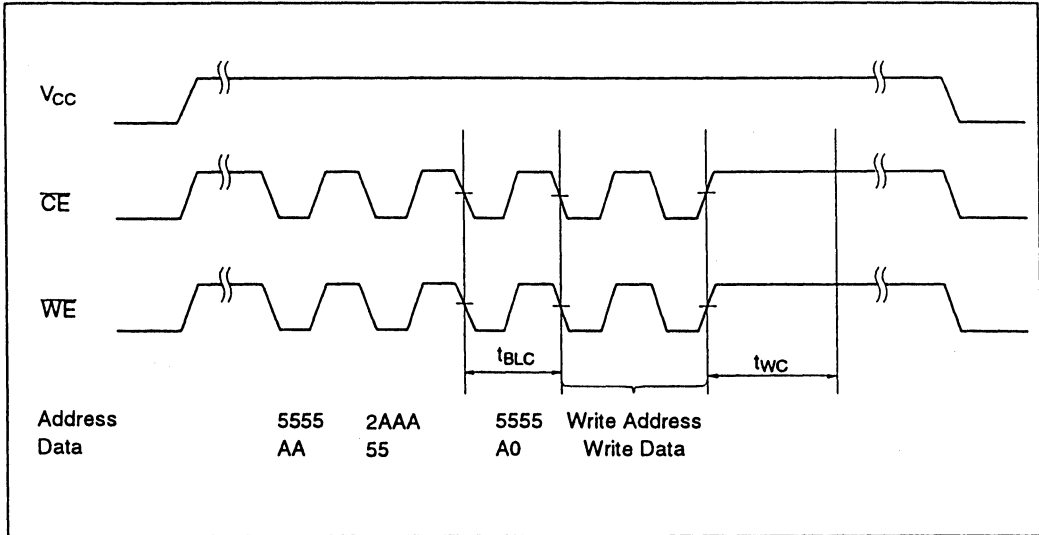 VCC
CE
WE
tBLC
tWC
Address 5555 2AAA 5555 Write Address
Data AA 55 A0 Write Data